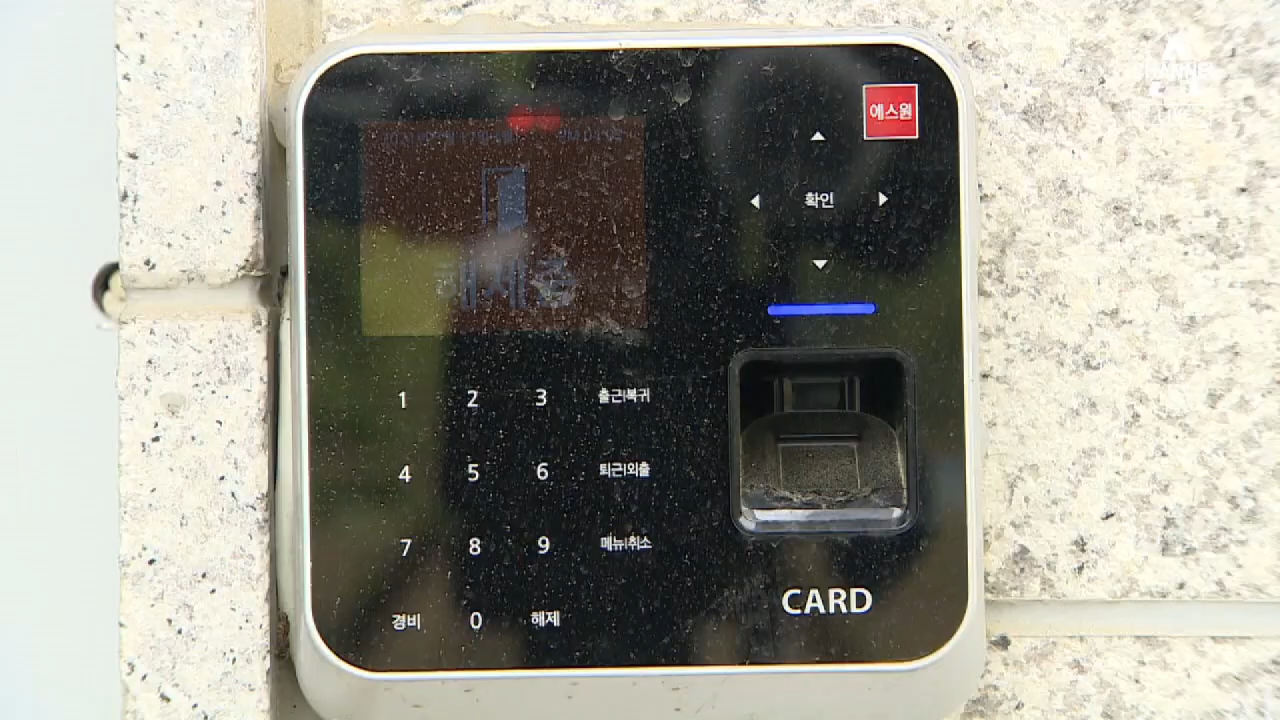 에스원
확인
해제중
1 2 3 출근|복귀
4 5 6 퇴근|외출
7 8 9 메뉴|취소
경비 0 해제
CARD